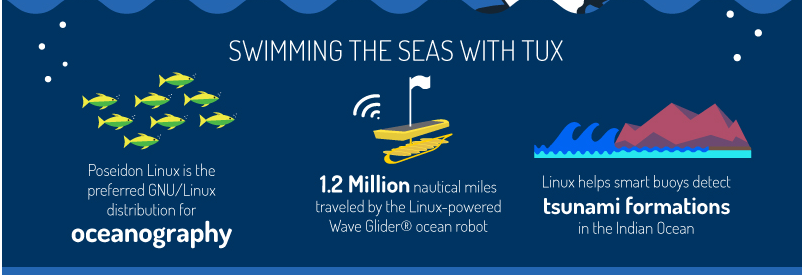 SWIMMING THE SEAS WITH TUX
Poseidon Linux is the
preferred GNU/Linux
distribution for
oceanography
1.2 Million nautical miles
traveled by the Linux-powered
Wave Glider® ocean robot
Linux helps smart buoys detect
tsunami formations
in the Indian Ocean